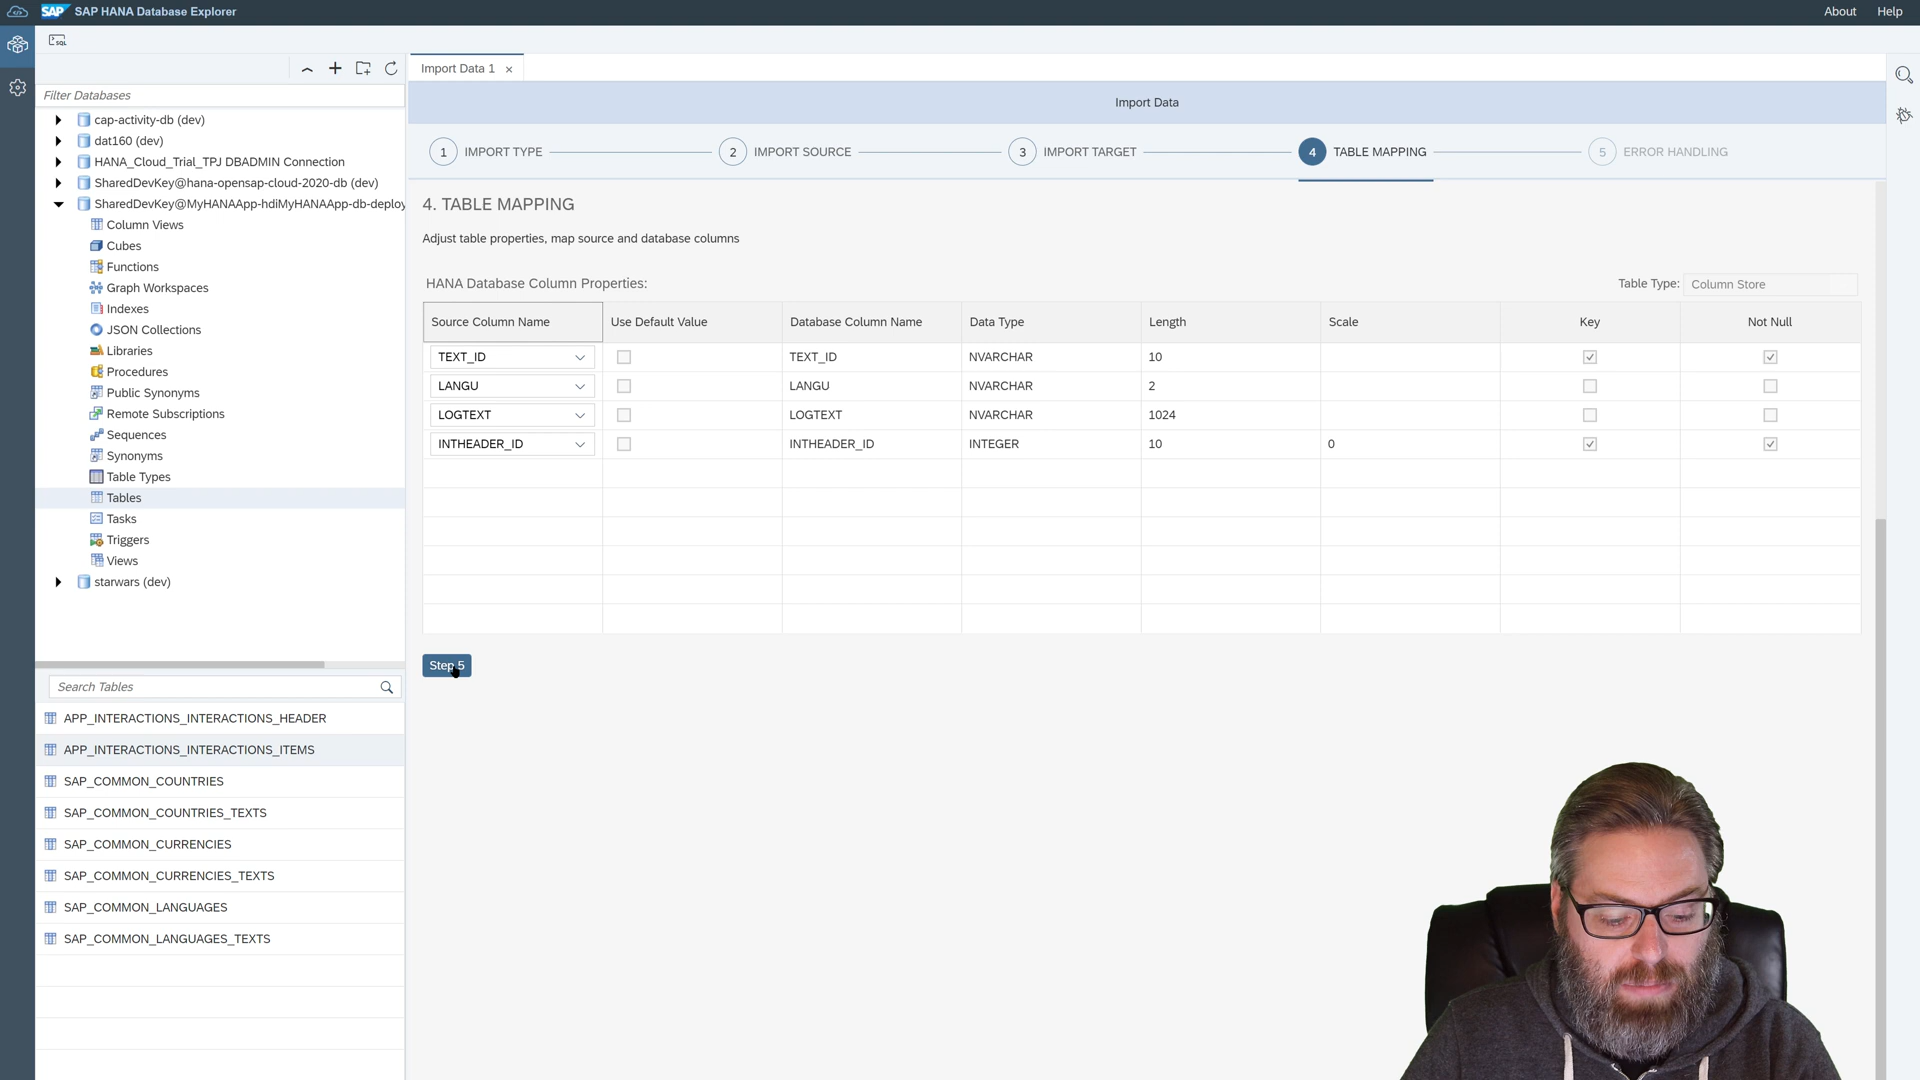 SAP SAP HANA Database Explorer
About Help
SQL
Import Data 1
Filter Databases
Import Data
cap-activity-db (dev)
dat160 (dev)
HANA_Cloud_Trial_TPJ DBADMIN Connection
SharedDevKey@hana-opensap-cloud-2020-db (dev)
SharedDevKey@MyHANAApp-hdiMyHANAApp-db-deploy
Column Views
Cubes
Functions
Graph Workspaces
Indexes
JSON Collections
Libraries
Procedures
Public Synonyms
Remote Subscriptions
Sequences
Synonyms
Table Types
Tables
Tasks
Triggers
Views
starwars (dev)
Search Tables
APP_INTERACTIONS_INTERACTIONS_HEADER
APP_INTERACTIONS_INTERACTIONS_ITEMS
SAP_COMMON_COUNTRIES
SAP_COMMON_COUNTRIES_TEXTS
SAP_COMMON_CURRENCIES
SAP_COMMON_CURRENCIES_TEXTS
SAP_COMMON_LANGUAGES
SAP_COMMON_LANGUAGES_TEXTS
1 IMPORT TYPE 2 IMPORT SOURCE 3 IMPORT TARGET 4 TABLE MAPPING 5 ERROR HANDLING
4. TABLE MAPPING
Adjust table properties, map source and database columns
HANA Database Column Properties: Table Type: Column Store
Source Column Name Use Default Value Database Column Name Data Type Length Scale Key Not Null
TEXT_ID TEXT_ID NVARCHAR 10
LANGU LANGU NVARCHAR 2
LOGTEXT LOGTEXT NVARCHAR 1024
INTHEADER_ID INTHEADER_ID INTEGER 10 0
Step 5